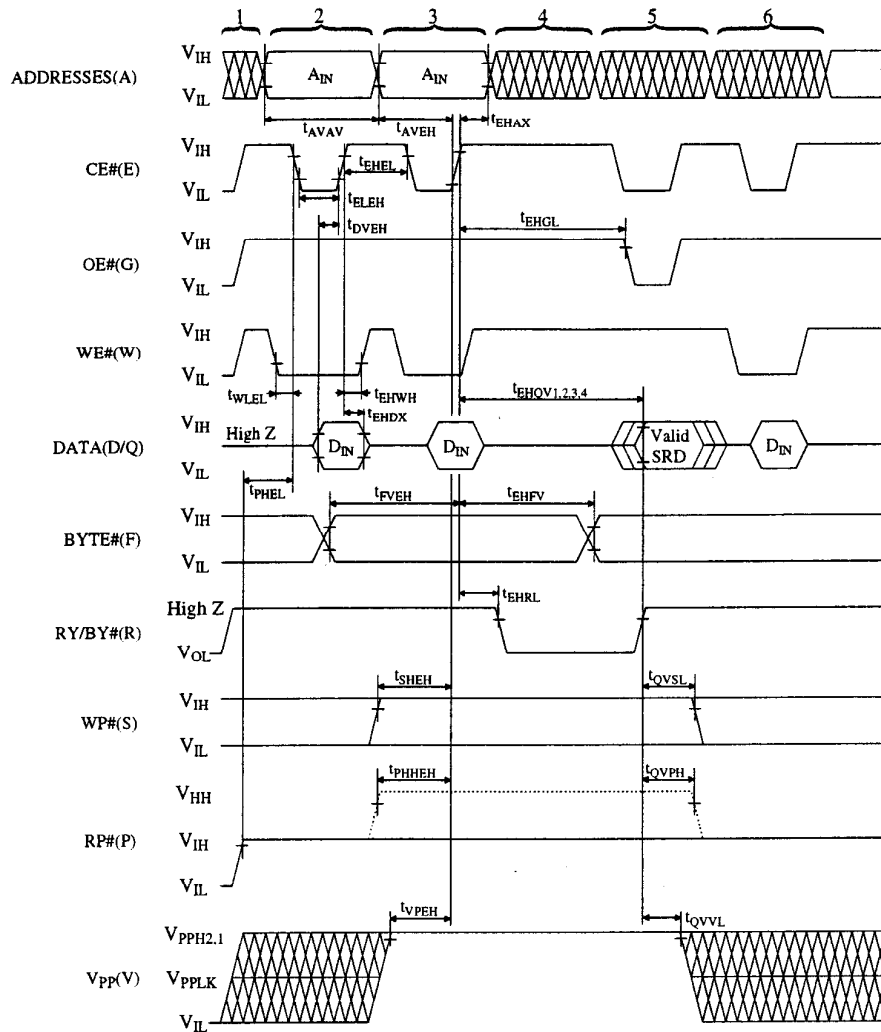 1 2 3 4 5 6
V_IH
ADDRESSES(A) A_IN A_IN
V_IL
t_AVAV t_AVEH t_EHAX
V_IH
CE#(E) t_EHEL
V_IL
t_ELEH
t_DVEH t_EHGL
V_IH
OE#(G)
V_IL
V_IH
WE#(W)
V_IL
t_WLEL t_EHWH t_EHQV1,2,3,4
t_EHDX
V_IH
High Z
DATA(D/Q) D_IN D_IN Valid SRD D_IN
V_IL
t_PHEL t_FVEH t_EHFV
V_IH
BYTE#(F)
V_IL
t_EHRL
High Z
RY/BY#(R)
V_OL
t_SHEH t_QVSL
V_IH
WP#(S)
V_IL
t_PHHEH t_QVPH
V_HH
V_IH
RP#(P)
V_IL
t_VPEH t_QVVL
V_PPH2,1
V_PP(V) V_PPLK
V_IL